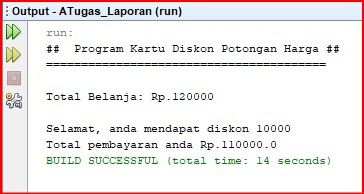 Output - ATugas_Laporan (run)
run:
## Program Kartu Diskon Potongan Harga ##
========================================
Total Belanja: Rp.120000
Selamat, anda mendapat diskon 10000
Total pembayaran anda Rp.110000.0
BUILD SUCCESSFUL (total time: 14 seconds)